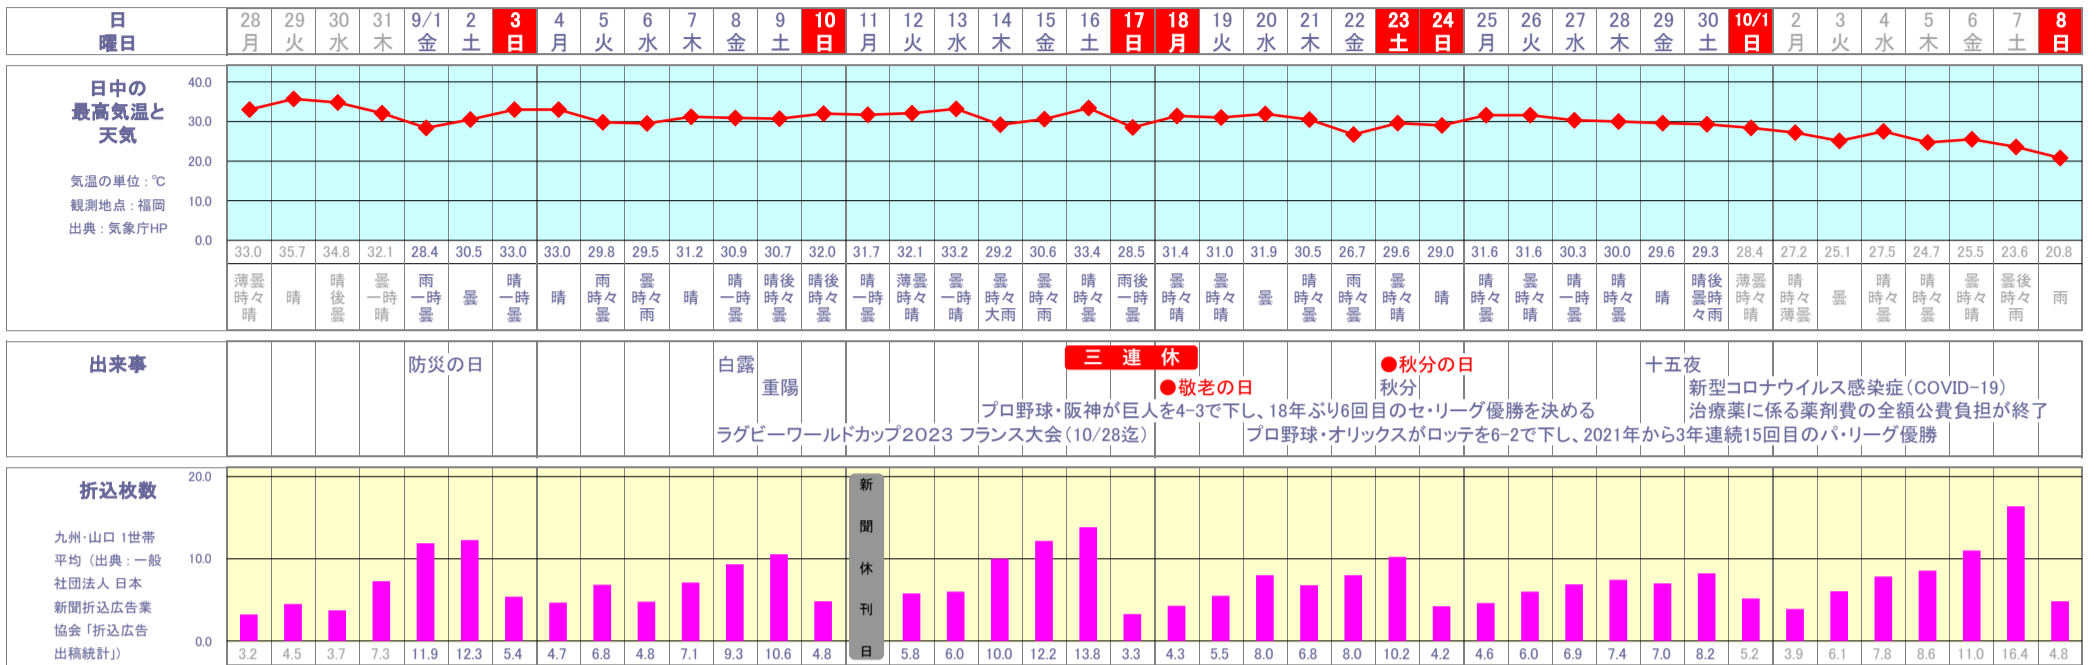 日 28 29 30 31 9/1 2 3 4 5 6 7 8 9 10 11 12 13 14 15 16 17 18 19 20 21 22 23 24 25 26 27 28 29 30 10/1 2 3 4 5 6 7 8
曜日 月 火 水 木 金 土 日 月 火 水 木 金 土 日 月 火 水 木 金 土 日 月 火 水 木 金 土 日 月 火 水 木 金 土 日 月 火 水 木 金 土 日
日中の
最高気温と
天気
気温の単位：℃
観測地点：福岡
出典：気象庁HP
40.0
30.0
20.0
10.0
0.0
33.0 35.7 34.8 32.1 28.4 30.5 33.0 33.0 29.8 29.5 31.2 30.9 30.7 32.0 31.7 32.1 33.2 29.2 30.6 33.4 28.5 31.4 31.0 31.9 30.5 26.7 29.6 29.0 31.6 31.6 30.3 30.0 29.6 29.3 28.4 27.2 25.1 27.5 24.7 25.5 23.6 20.8
薄曇時々晴 晴 晴後曇 曇一時晴 雨一時曇 曇 晴一時曇 晴 雨時々曇 曇時々雨 晴 晴一時曇 晴後時々曇 晴後時々曇 晴一時曇 薄曇時々晴 曇一時晴 曇時々大雨 曇時々雨 晴時々曇 雨後一時曇 曇時々晴 曇時々晴 曇 晴時々曇 雨時々曇 曇時々晴 晴 晴時々曇 曇時々晴 晴一時曇 晴時々曇 晴 晴後曇時々雨 薄曇時々晴 晴時々薄曇 曇 晴時々曇 晴時々曇 曇時々晴 曇後時々雨 雨
出来事
防災の日
白露
重陽
三連休
●敬老の日
●秋分の日
秋分
十五夜
新型コロナウイルス感染症(COVID-19)
治療薬に係る薬剤費の全額公費負担が終了
プロ野球・阪神が巨人を4-3で下し、18年ぶり6回目のセ・リーグ優勝を決める
ラグビーワールドカップ2023 フランス大会(10/28迄)
プロ野球・オリックスがロッテを6-2で下し、2021年から3年連続15回目のパ・リーグ優勝
折込枚数
九州・山口 1世帯
平均（出典：一般
社団法人 日本
新聞折込広告業
協会「折込広告
出稿統計」）
20.0
10.0
0.0
新聞休刊日
3.2 4.5 3.7 7.3 11.9 12.3 5.4 4.7 6.8 4.8 7.1 9.3 10.6 4.8 5.8 6.0 10.0 12.2 13.8 3.3 4.3 5.5 8.0 6.8 8.0 10.2 4.2 4.6 6.0 6.9 7.4 7.0 8.2 5.2 3.9 6.1 7.8 8.6 11.0 16.4 4.8